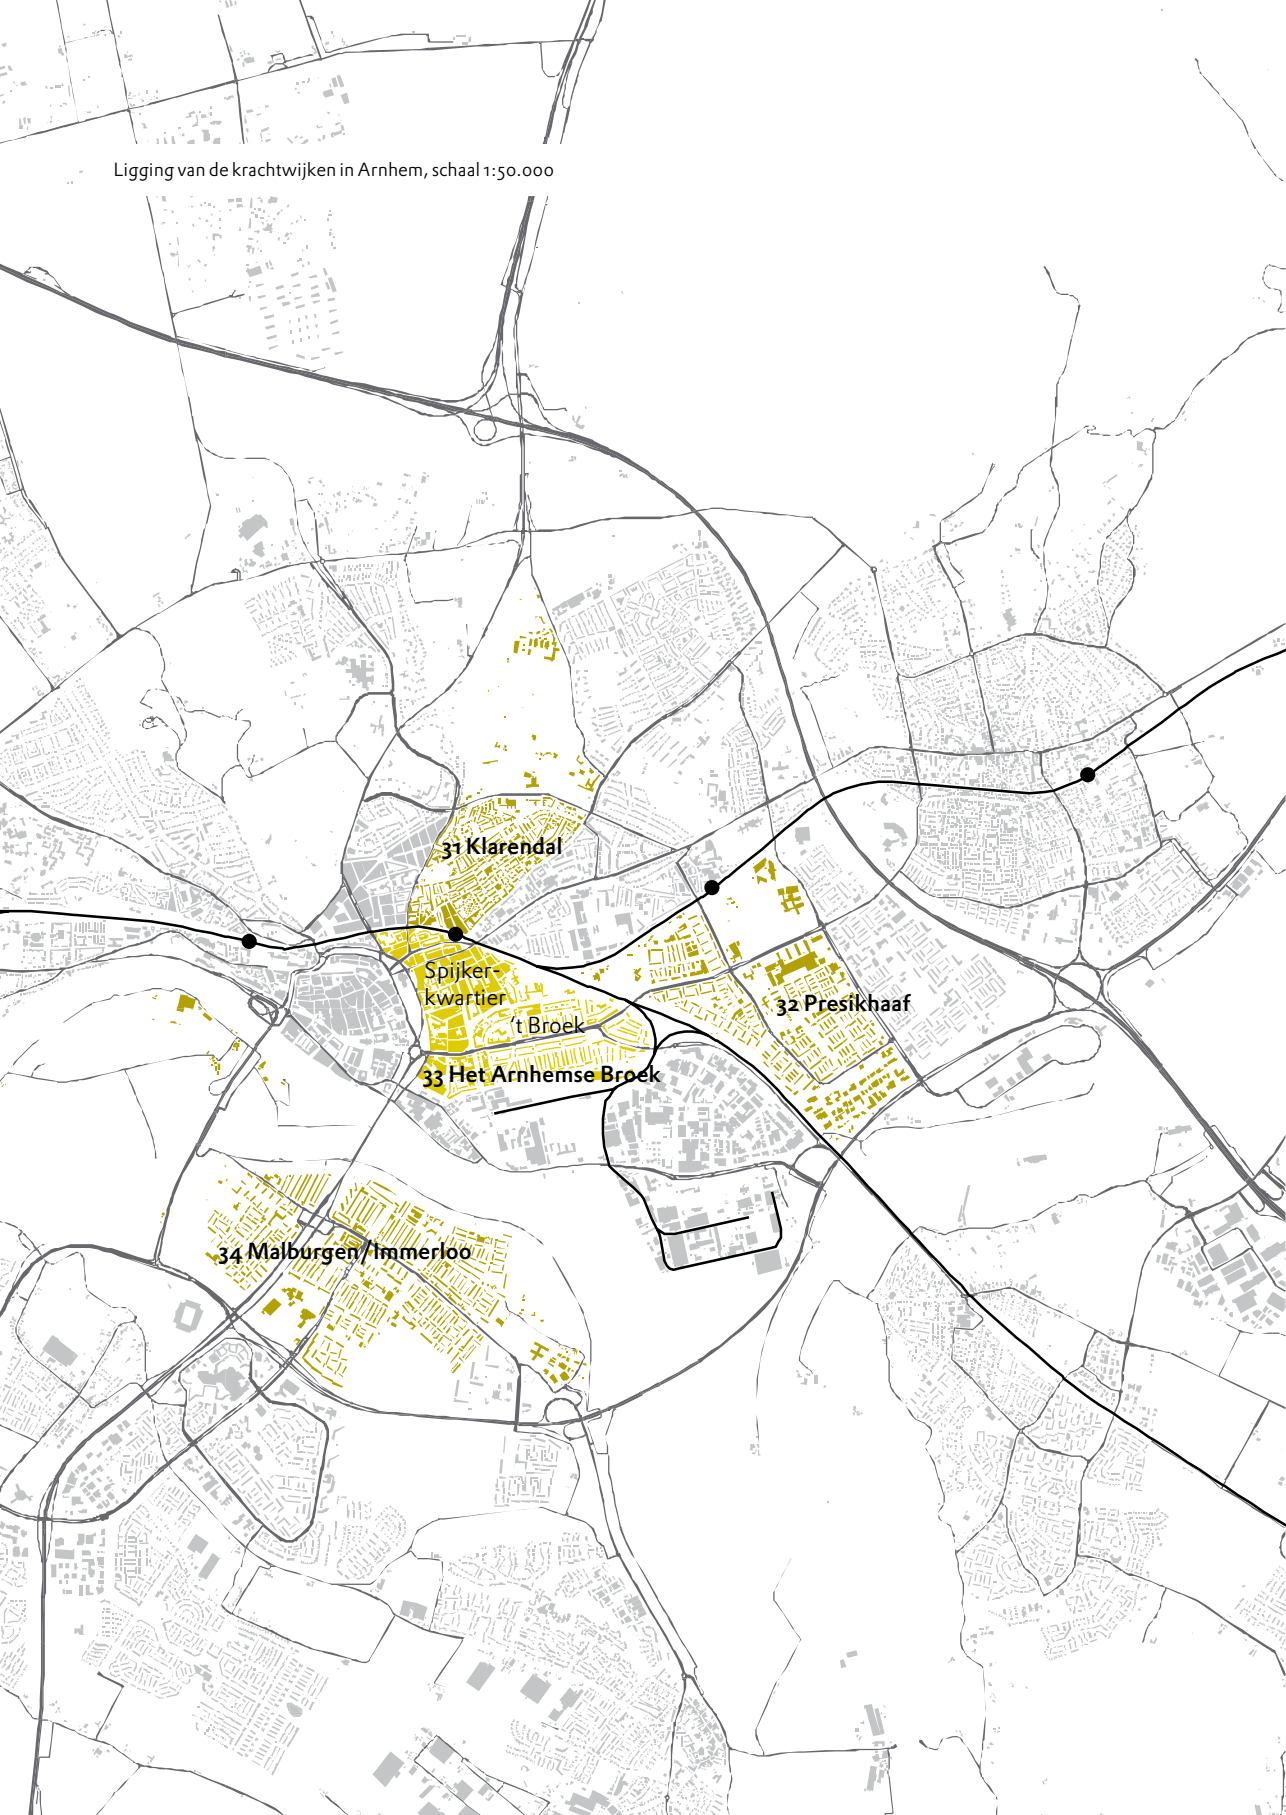 Ligging van de krachtwijken in Arnhem, schaal 1:50.000
31 Klarendal
Spijker-
kwartier
't Broek
32 Presikhaaf
33 Het Arnhemse Broek
34 Malburgen/Immerloo